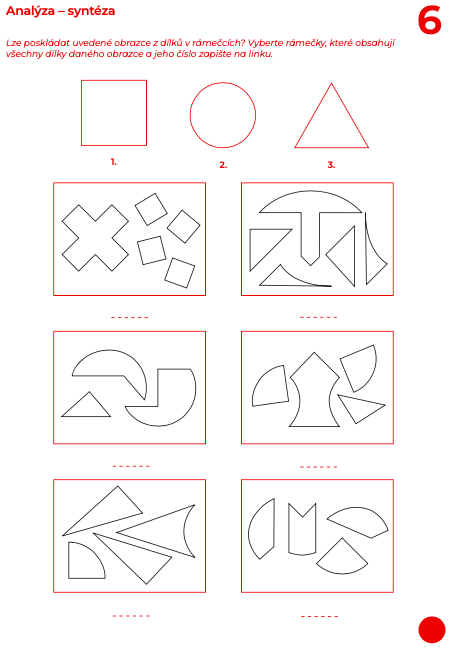 Analýza – syntéza
6
Lze poskládat uvedené obrazce z dílků v rámečcích? Vyberte rámečky, které obsahují
všechny dílky daného obrazce a jeho číslo zapište na linku.
1.
2.
3.